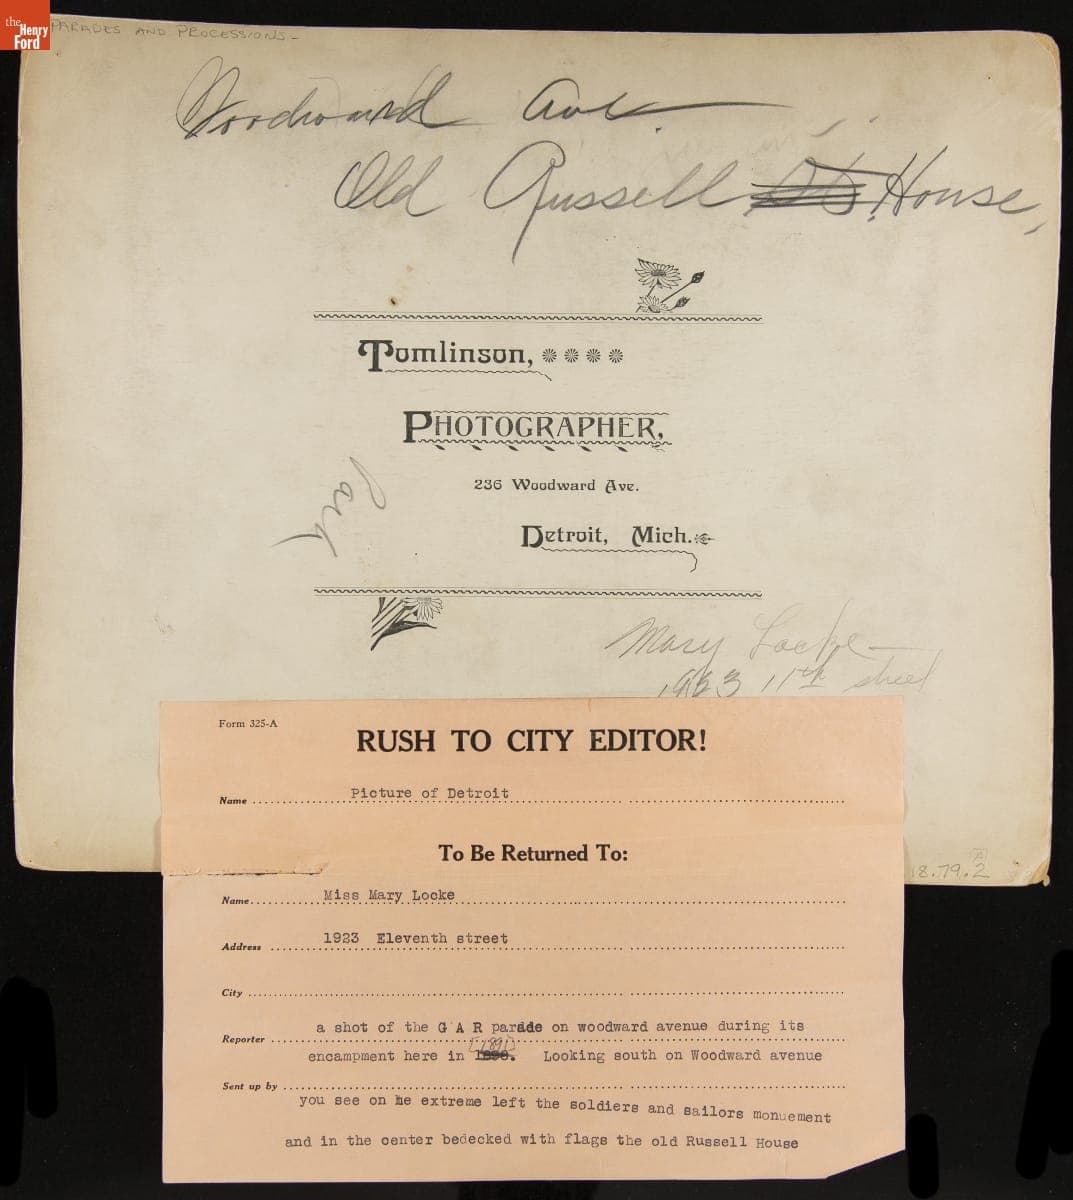 the
Henry
Ford
PARADES AND PROCESSIONS -
Woodward Ave.
Old Russell House,
Tomlinson,
PHOTOGRAPHER,
236 Woodward Ave.
Detroit, Mich.
Mary Locke
1923 11th street
Form 325-A
RUSH TO CITY EDITOR!
Name Picture of Detroit
To Be Returned To:
Name Miss Mary Locke
Address 1923 Eleventh street
City
a shot of the G A R parade on woodward avenue during its
Reporter
[1891]
encampment here in 1898. Looking south on Woodward avenue
Sent up by
you see on he extreme left the soldiers and sailors monuement
and in the center bedecked with flags the old Russell House
18.79.2